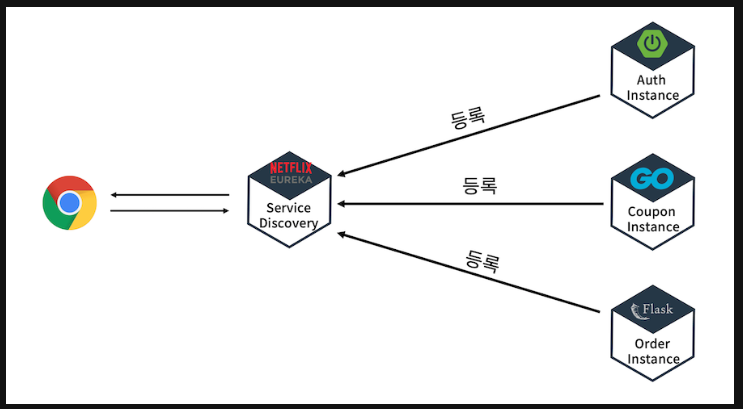 Auth
Instance
등록
NETFLIX
EUREKA
Service
Discovery
등록
GO
Coupon
Instance
등록
Flask
Order
Instance